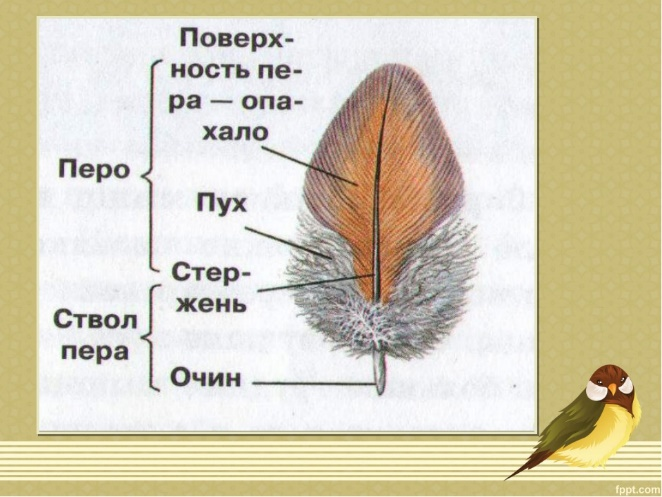 Поверх-
ность пе-
ра — опа-
хало
Перо
Пух
Стер-
жень
Ствол
пера
Очин
fppt.com